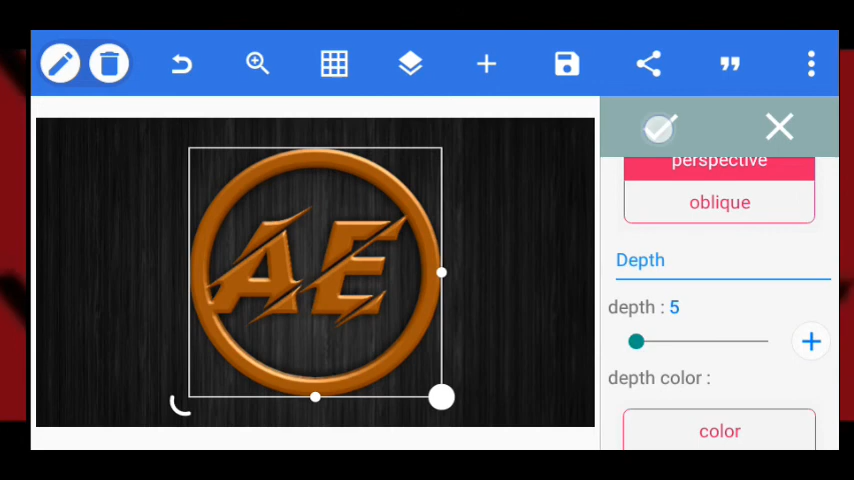 perspective
oblique
Depth
depth : 5
depth color :
color
AE